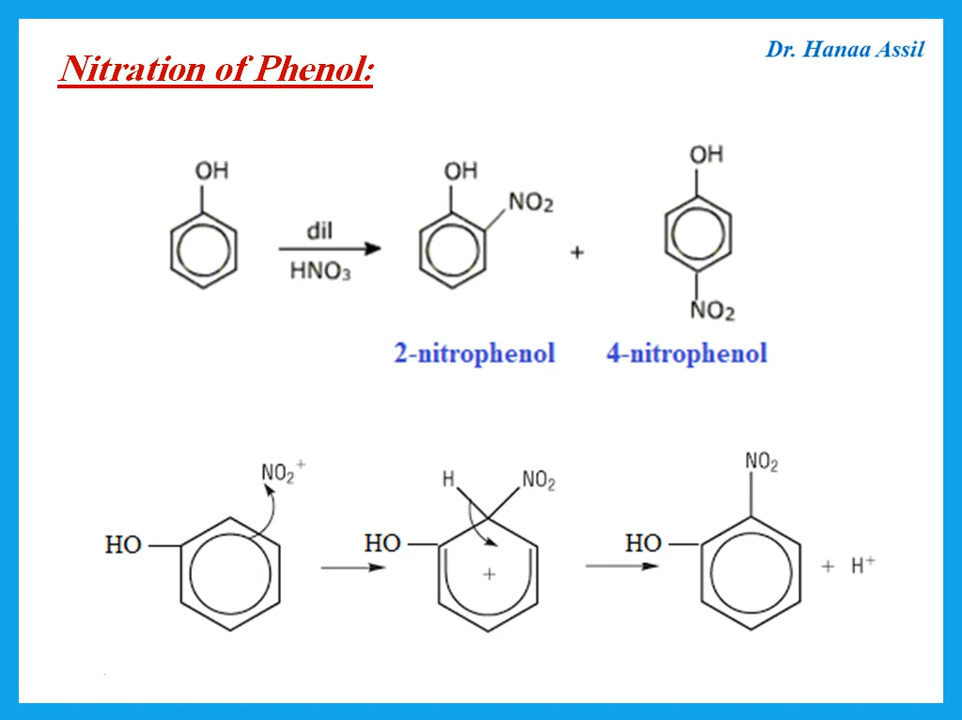 Nitration of Phenol:
Dr. Hanaa Assil
OH
dil
HNO3
OH
NO2
+
OH
NO2
2-nitrophenol
4-nitrophenol
HO
NO2+
HO
H
NO2
+
HO
NO2
+ H+